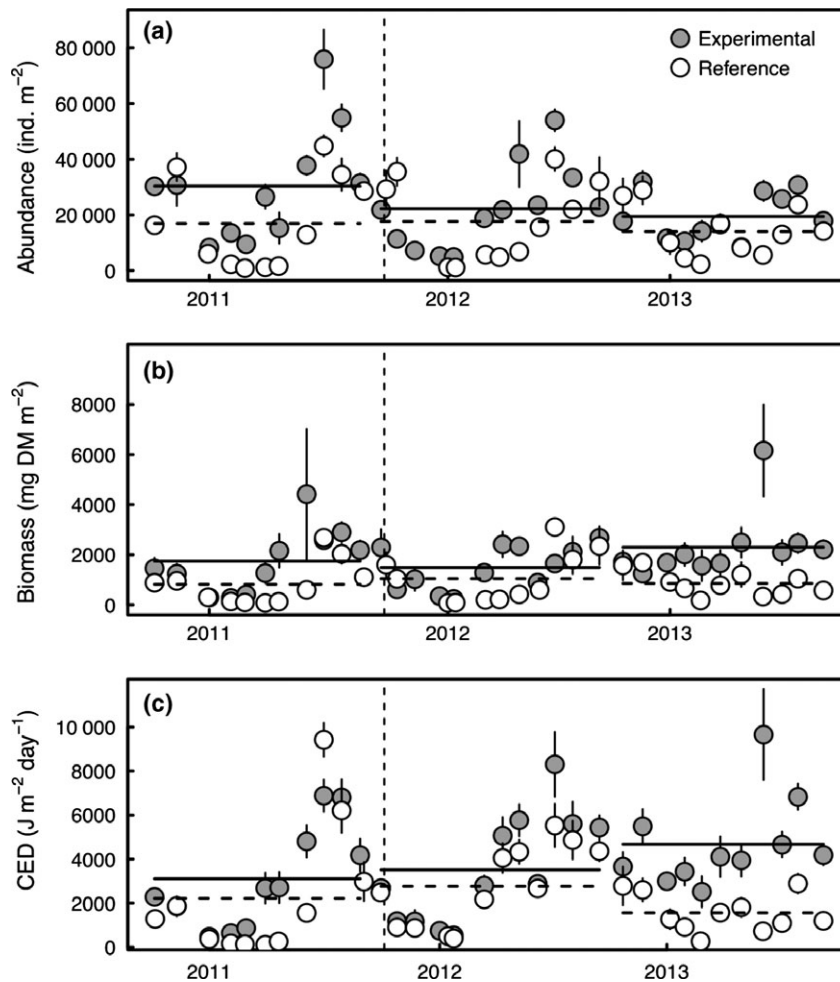 (a)
Experimental
Reference
80 000
60 000
40 000
20 000
0
Abundance (ind. m⁻²)
2011 2012 2013
(b)
8000
6000
4000
2000
0
Biomass (mg DM m⁻²)
2011 2012 2013
(c)
10 000
8000
6000
4000
2000
0
CED (J m⁻² day⁻¹)
2011 2012 2013